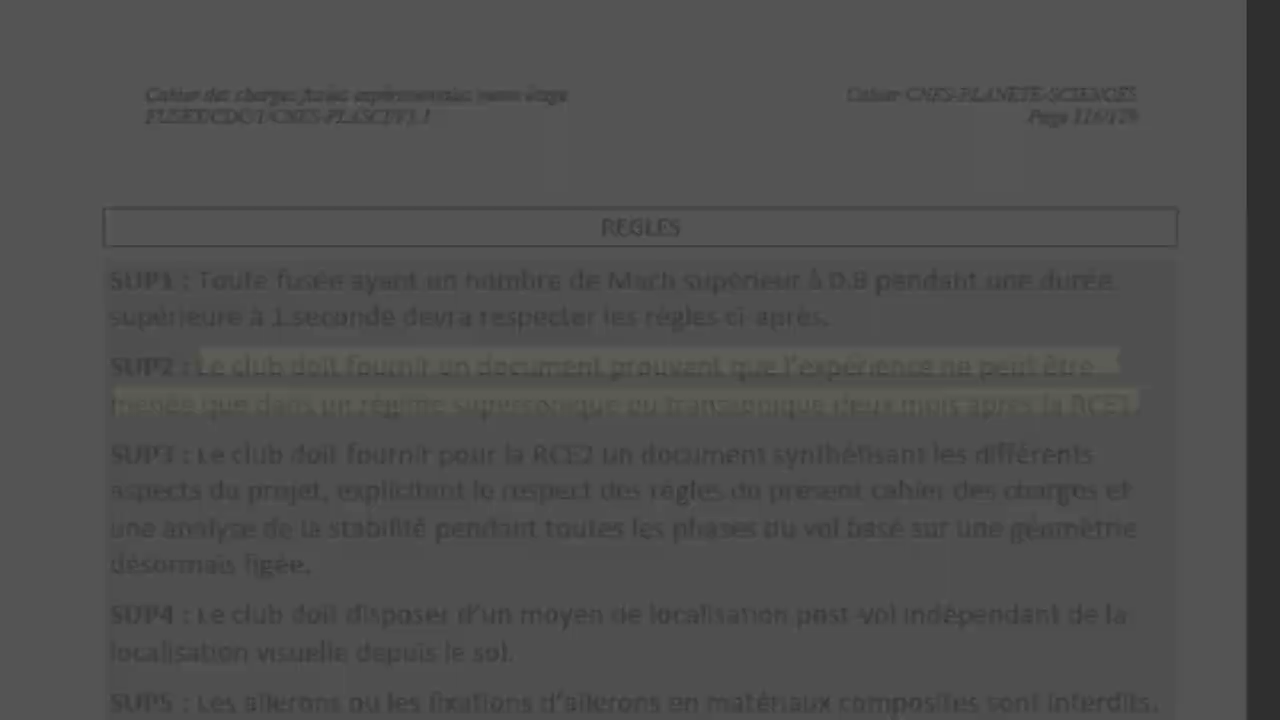 Cahier des charges fusées expérimentales mono étage
Cahier CNES-PLANETE-SCIENCES
Page 116/129
REGLES
SUP1 : Toute fusée ayant un nombre de Mach supérieur à 0.8 pendant une durée
supérieure à 1 seconde devra respecter les règles ci-après.
SUP2 : Le club doit fournir un document prouvant que l'expérience ne peut être
menée que dans un régime supersonique ou transsonique deux mois après la RCE1
SUP3 : Le club doit fournir pour la RCE2 un document synthétisant les différents
aspects du projet, explicitant le respect des règles du présent cahier des charges et
une analyse de la stabilité pendant toutes les phases du vol basé sur une géométrie
désormais figée.
SUP4 : Le club doit disposer d'un moyen de localisation post-vol indépendant de la
localisation visuelle depuis le sol.
SUP5 : Les ailerons ou les fixations d'ailerons en matériaux composites sont interdits.